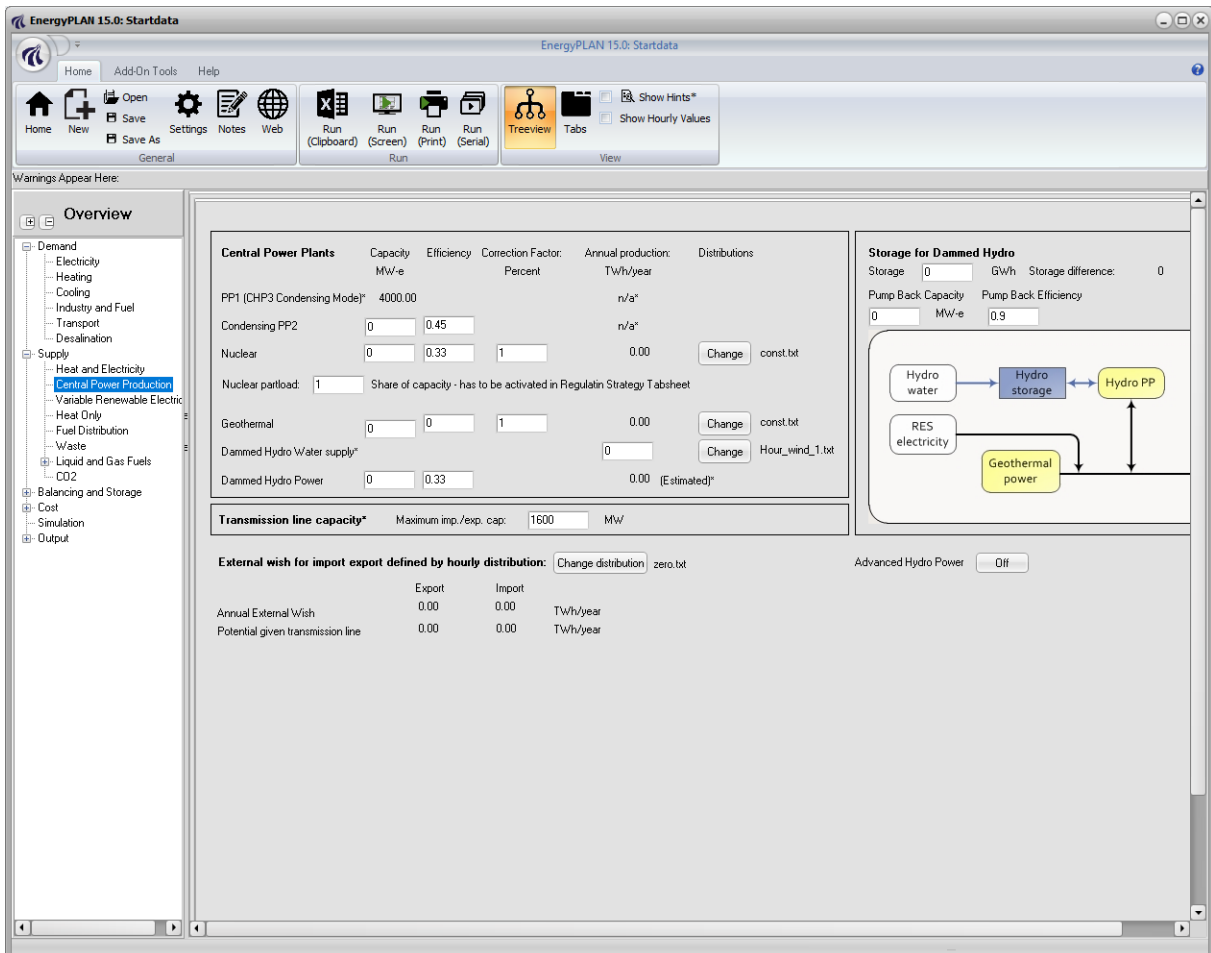 EnergyPLAN 15.0: Startdata
EnergyPLAN 15.0: Startdata
Home Add-On Tools Help
Home
New
Open
Save
Save As
Settings
Notes
Web
General
Run (Clipboard)
Run (Screen)
Run (Print)
Run (Serial)
Run
Treeview
Tabs
Show Hints*
Show Hourly Values
View
Warnings Appear Here:
Overview
Demand
Electricity
Heating
Cooling
Industry and Fuel
Transport
Desalination
Supply
Heat and Electricity
Central Power Production
Variable Renewable Electric
Heat Only
Fuel Distribution
Waste
Liquid and Gas Fuels
CO2
Balancing and Storage
Cost
Simulation
Output
Central Power Plants Capacity Efficiency Correction Factor: Annual production: Distributions
MW-e Percent TWh/year
PP1 (CHP3 Condensing Mode)* 4000.00 n/a*
Condensing PP2 0 0.45 n/a*
Nuclear 0 0.33 1 0.00 Change const.txt
Nuclear partload: 1 Share of capacity - has to be activated in Regulatin Strategy Tabsheet
Geothermal 0 0 1 0.00 Change const.txt
Dammed Hydro Water supply* 0 Change Hour_wind_1.txt
Dammed Hydro Power 0 0.33 0.00 (Estimated)*
Transmission line capacity* Maximum imp./exp. cap: 1600 MW
External wish for import export defined by hourly distribution: Change distribution zero.txt
Export Import
Annual External Wish 0.00 0.00 TWh/year
Potential given transmission line 0.00 0.00 TWh/year
Storage for Dammed Hydro
Storage 0 GWh Storage difference: 0
Pump Back Capacity Pump Back Efficiency
0 MW-e 0.9
Hydro water
Hydro storage
Hydro PP
RES electricity
Geothermal power
Advanced Hydro Power Off